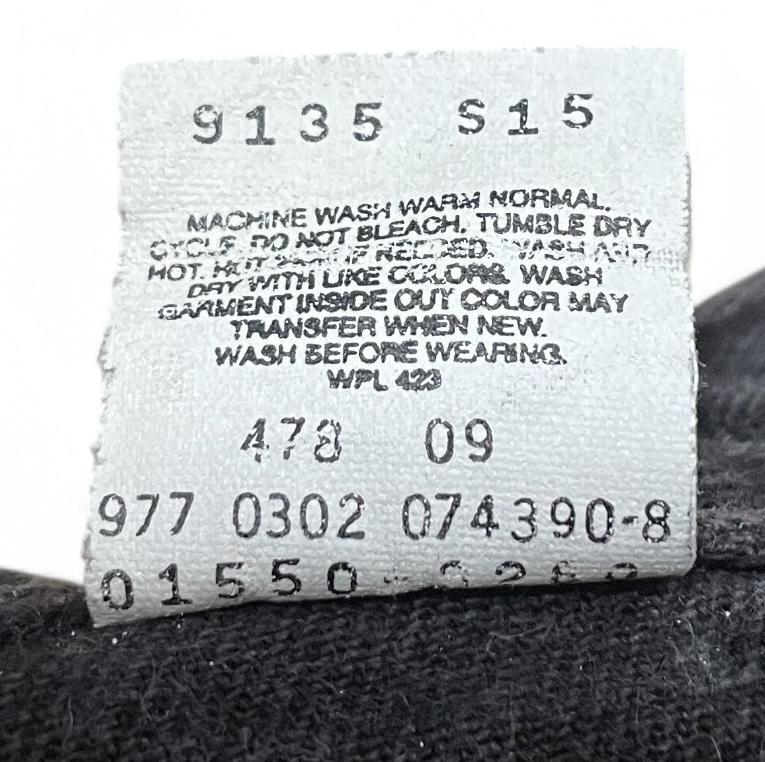 9135 S15
MACHINE WASH WARM NORMAL.
CYCLE. DO NOT BLEACH. TUMBLE DRY
HOT. HOT IF NEEDED. WASH AND
DRY WITH LIKE COLORS. WASH
GARMENT INSIDE OUT COLOR MAY
TRANSFER WHEN NEW.
WASH BEFORE WEARING.
WPL 423
478 09
977 0302 074390-8